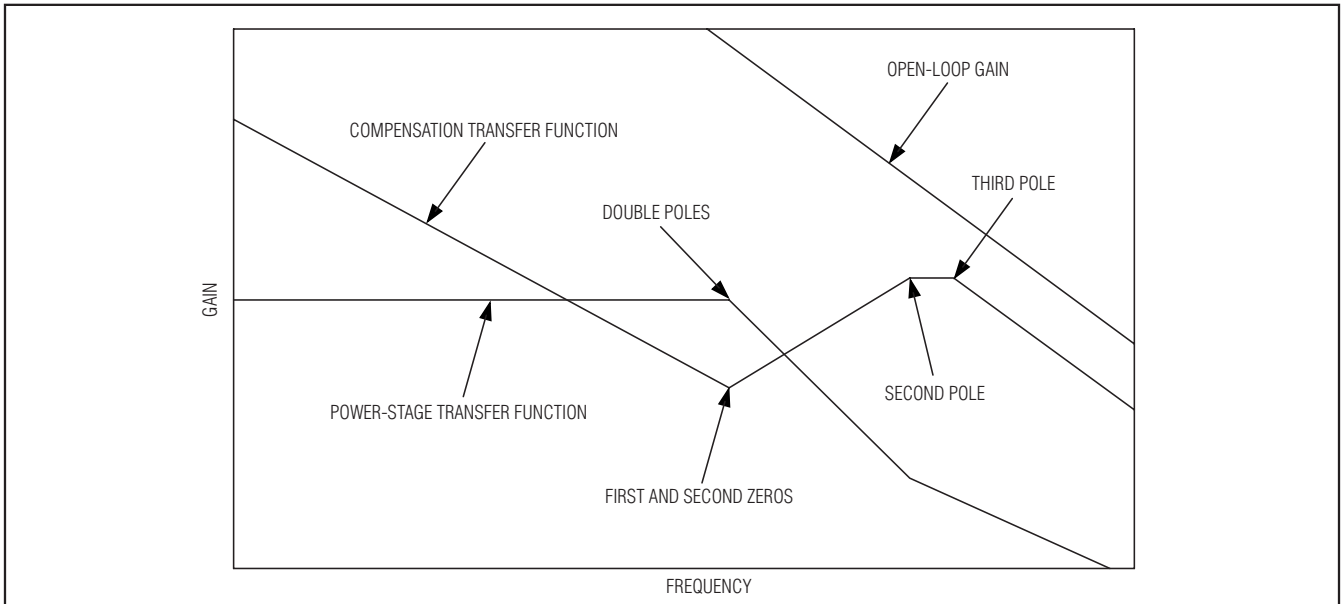 OPEN-LOOP GAIN
COMPENSATION TRANSFER FUNCTION
THIRD POLE
DOUBLE POLES
GAIN
SECOND POLE
POWER-STAGE TRANSFER FUNCTION
FIRST AND SECOND ZEROS
FREQUENCY